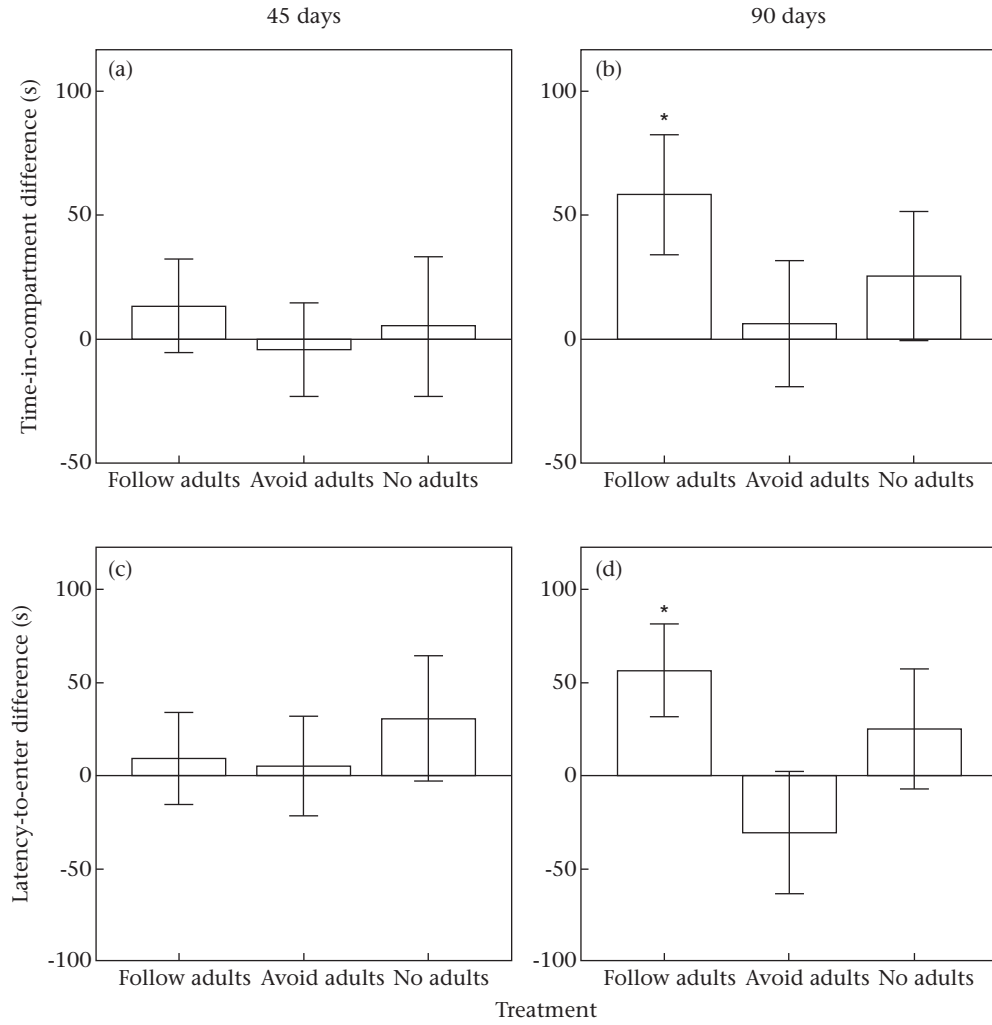 45 days
90 days
Time-in-compartment difference (s)
(a)
100
50
0
-50
Follow adults Avoid adults No adults
(b)
*
100
50
0
-50
Follow adults Avoid adults No adults
Latency-to-enter difference (s)
(c)
100
50
0
-50
-100
Follow adults Avoid adults No adults
(d)
*
100
50
0
-50
-100
Follow adults Avoid adults No adults
Treatment